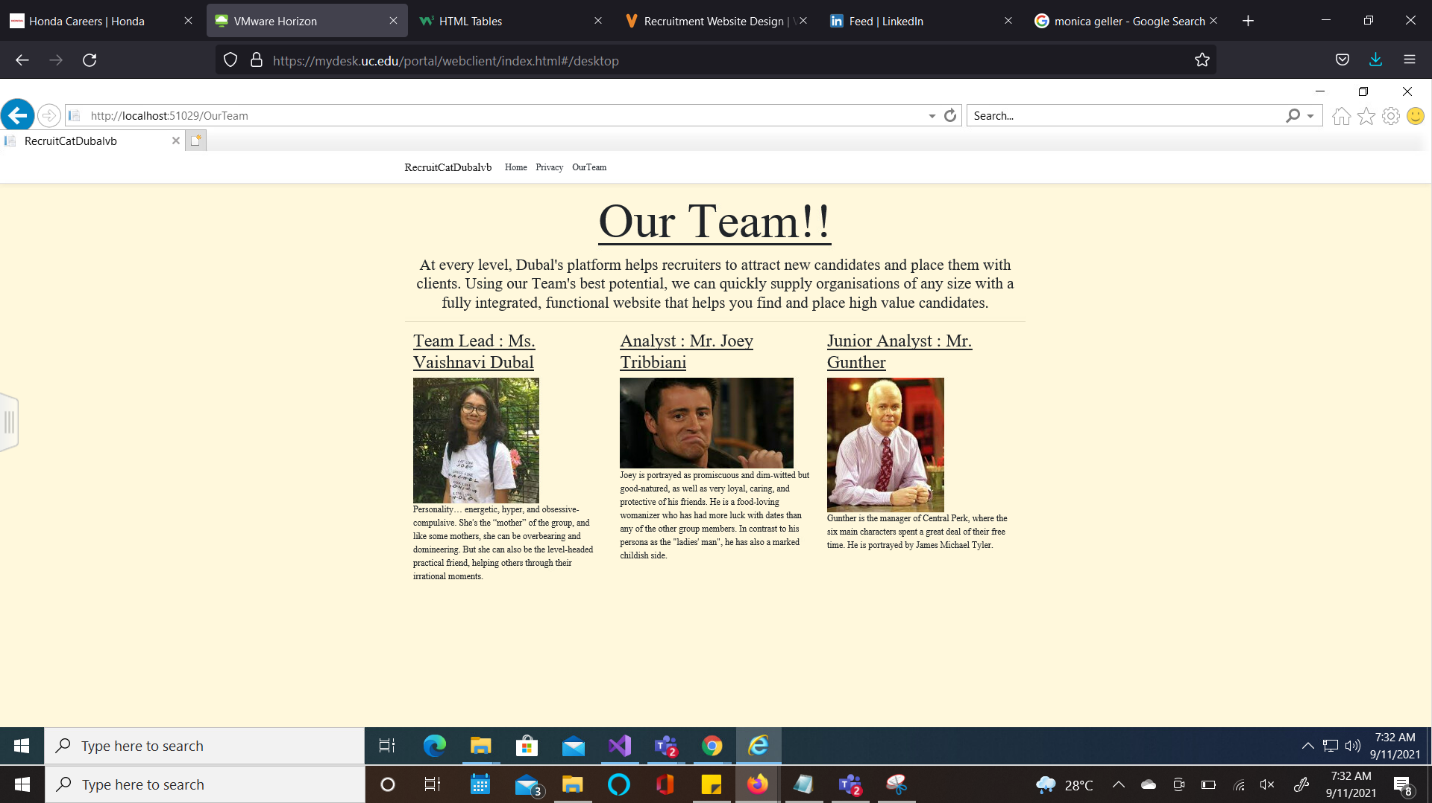 Honda Careers | Honda
VMware Horizon
HTML Tables
Recruitment Website Design |
Feed | LinkedIn
monica geller - Google Search
https://mydesk.uc.edu/portal/webclient/index.html#/desktop
http://localhost:51029/OurTeam
Search...
RecruitCatDubalvb
RecruitCatDubalvb Home Privacy OurTeam
Our Team!!
At every level, Dubal's platform helps recruiters to attract new candidates and place them with
clients. Using our Team's best potential, we can quickly supply organisations of any size with a
fully integrated, functional website that helps you find and place high value candidates.
Team Lead : Ms.
Vaishnavi Dubal
Personality… energetic, hyper, and obsessive-
compulsive. She's the “mother” of the group, and
like some mothers, she can be overbearing and
domineering. But she can also be the level-headed
practical friend, helping others through their
irrational moments.
Analyst : Mr. Joey
Tribbiani
Joey is portrayed as promiscuous and dim-witted but
good-natured, as well as very loyal, caring, and
protective of his friends. He is a food-loving
womanizer who has had more luck with dates than
any of the other group members. In contrast to his
persona as the "ladies' man", he has also a marked
childish side.
Junior Analyst : Mr.
Gunther
Gunther is the manager of Central Perk, where the
six main characters spent a great deal of their free
time. He is portrayed by James Michael Tyler.
Type here to search
2
7:32 AM
9/11/2021
Type here to search
3
2
28°C
7:32 AM
9/11/2021
8